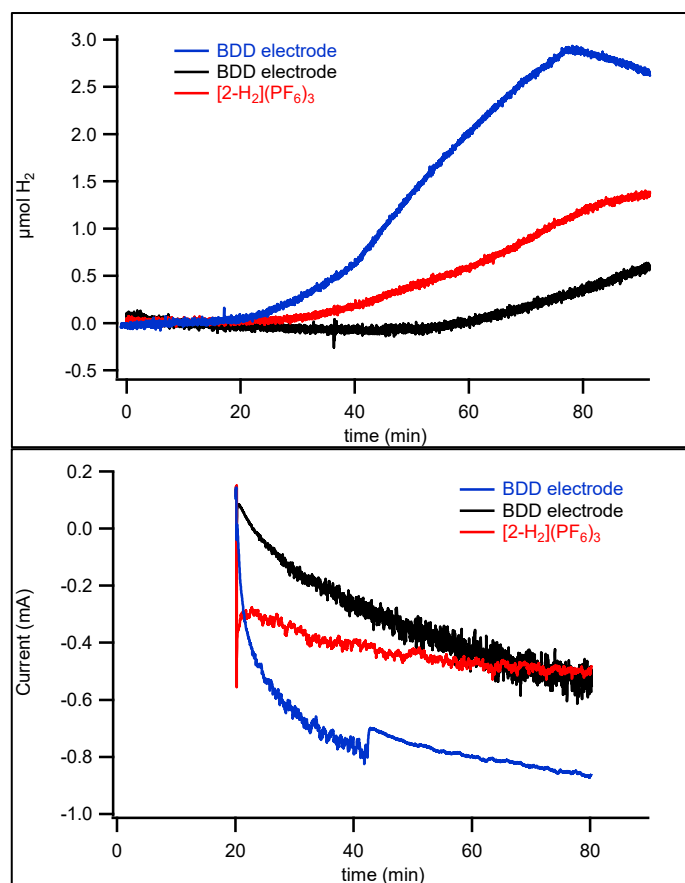 BDD electrode
BDD electrode
[2-H2](PF6)3
µmol H2
3.0
2.5
2.0
1.5
1.0
0.5
0.0
-0.5
0 20 40 60 80
time (min)
BDD electrode
BDD electrode
[2-H2](PF6)3
Current (mA)
0.2
0.0
-0.2
-0.4
-0.6
-0.8
-1.0
0 20 40 60 80
time (min)